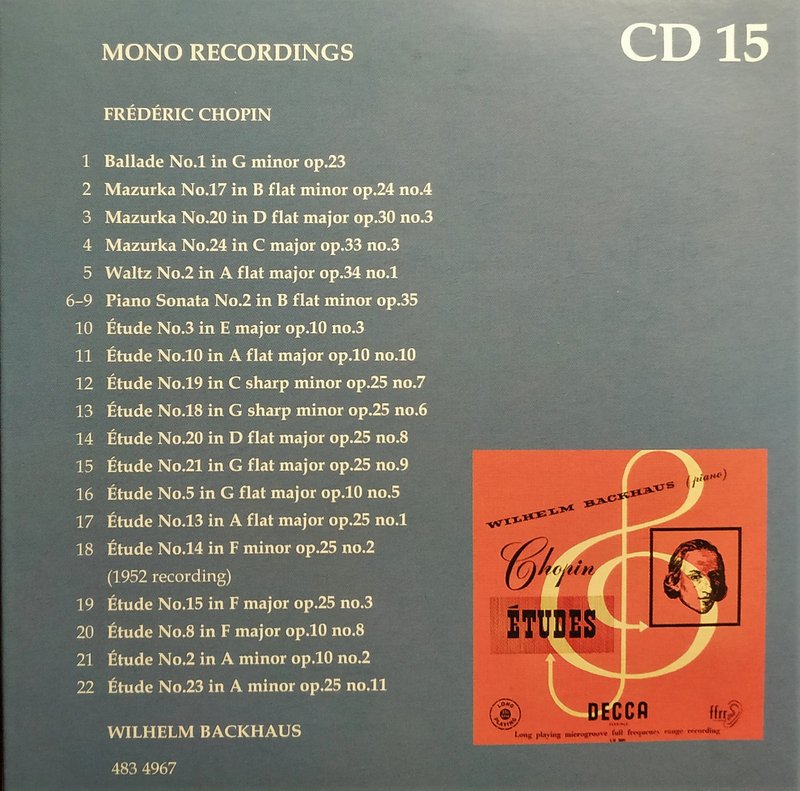 MONO RECORDINGS
CD 15
FRÉDÉRIC CHOPIN
1 Ballade No.1 in G minor op.23
2 Mazurka No.17 in B flat minor op.24 no.4
3 Mazurka No.20 in D flat major op.30 no.3
4 Mazurka No.24 in C major op.33 no.3
5 Waltz No.2 in A flat major op.34 no.1
6–9 Piano Sonata No.2 in B flat minor op.35
10 Étude No.3 in E major op.10 no.3
11 Étude No.10 in A flat major op.10 no.10
12 Étude No.19 in C sharp minor op.25 no.7
13 Étude No.18 in G sharp minor op.25 no.6
14 Étude No.20 in D flat major op.25 no.8
15 Étude No.21 in G flat major op.25 no.9
16 Étude No.5 in G flat major op.10 no.5
17 Étude No.13 in A flat major op.25 no.1
18 Étude No.14 in F minor op.25 no.2
(1952 recording)
19 Étude No.15 in F major op.25 no.3
20 Étude No.8 in F major op.10 no.8
21 Étude No.2 in A minor op.10 no.2
22 Étude No.23 in A minor op.25 no.11
WILHELM BACKHAUS
483 4967
WILHELM BACKHAUS (piano)
Chopin
ÉTUDES
LONG PLAYING
DECCA
ffrr
Long playing microgroove full frequency range recording